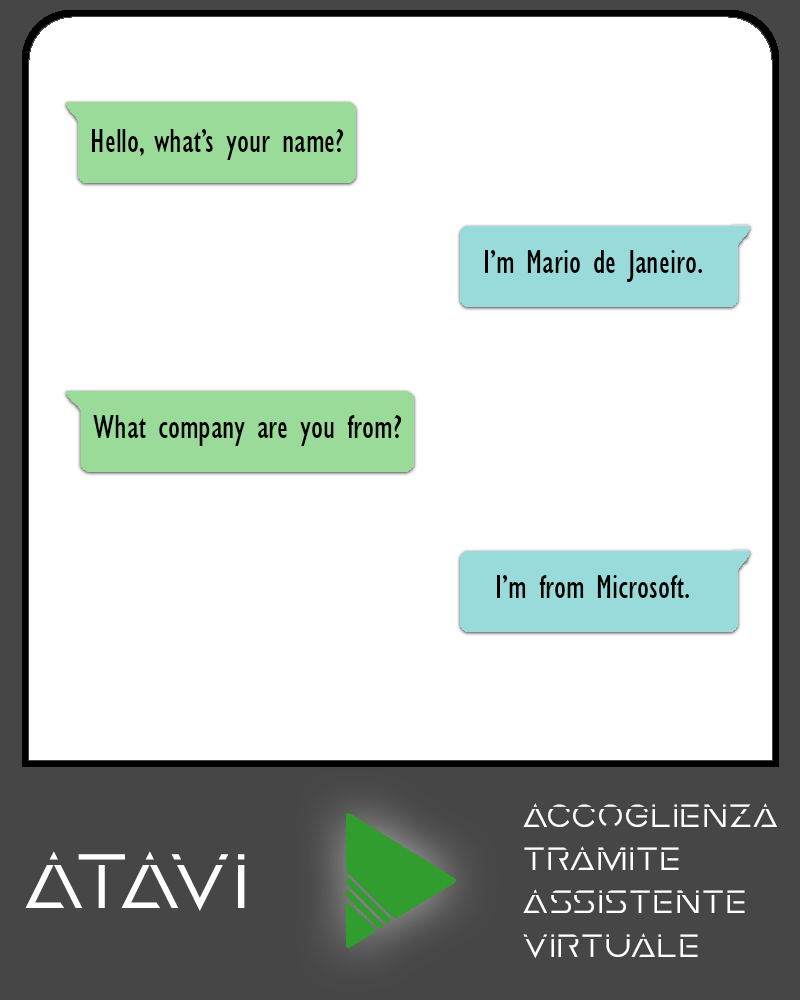 Hello, what's your name?
I'm Mario de Janeiro.
What company are you from?
I'm from Microsoft.
ATAVI
ACCOGLIENZA
TRAMITE
ASSISTENTE
VIRTUALE